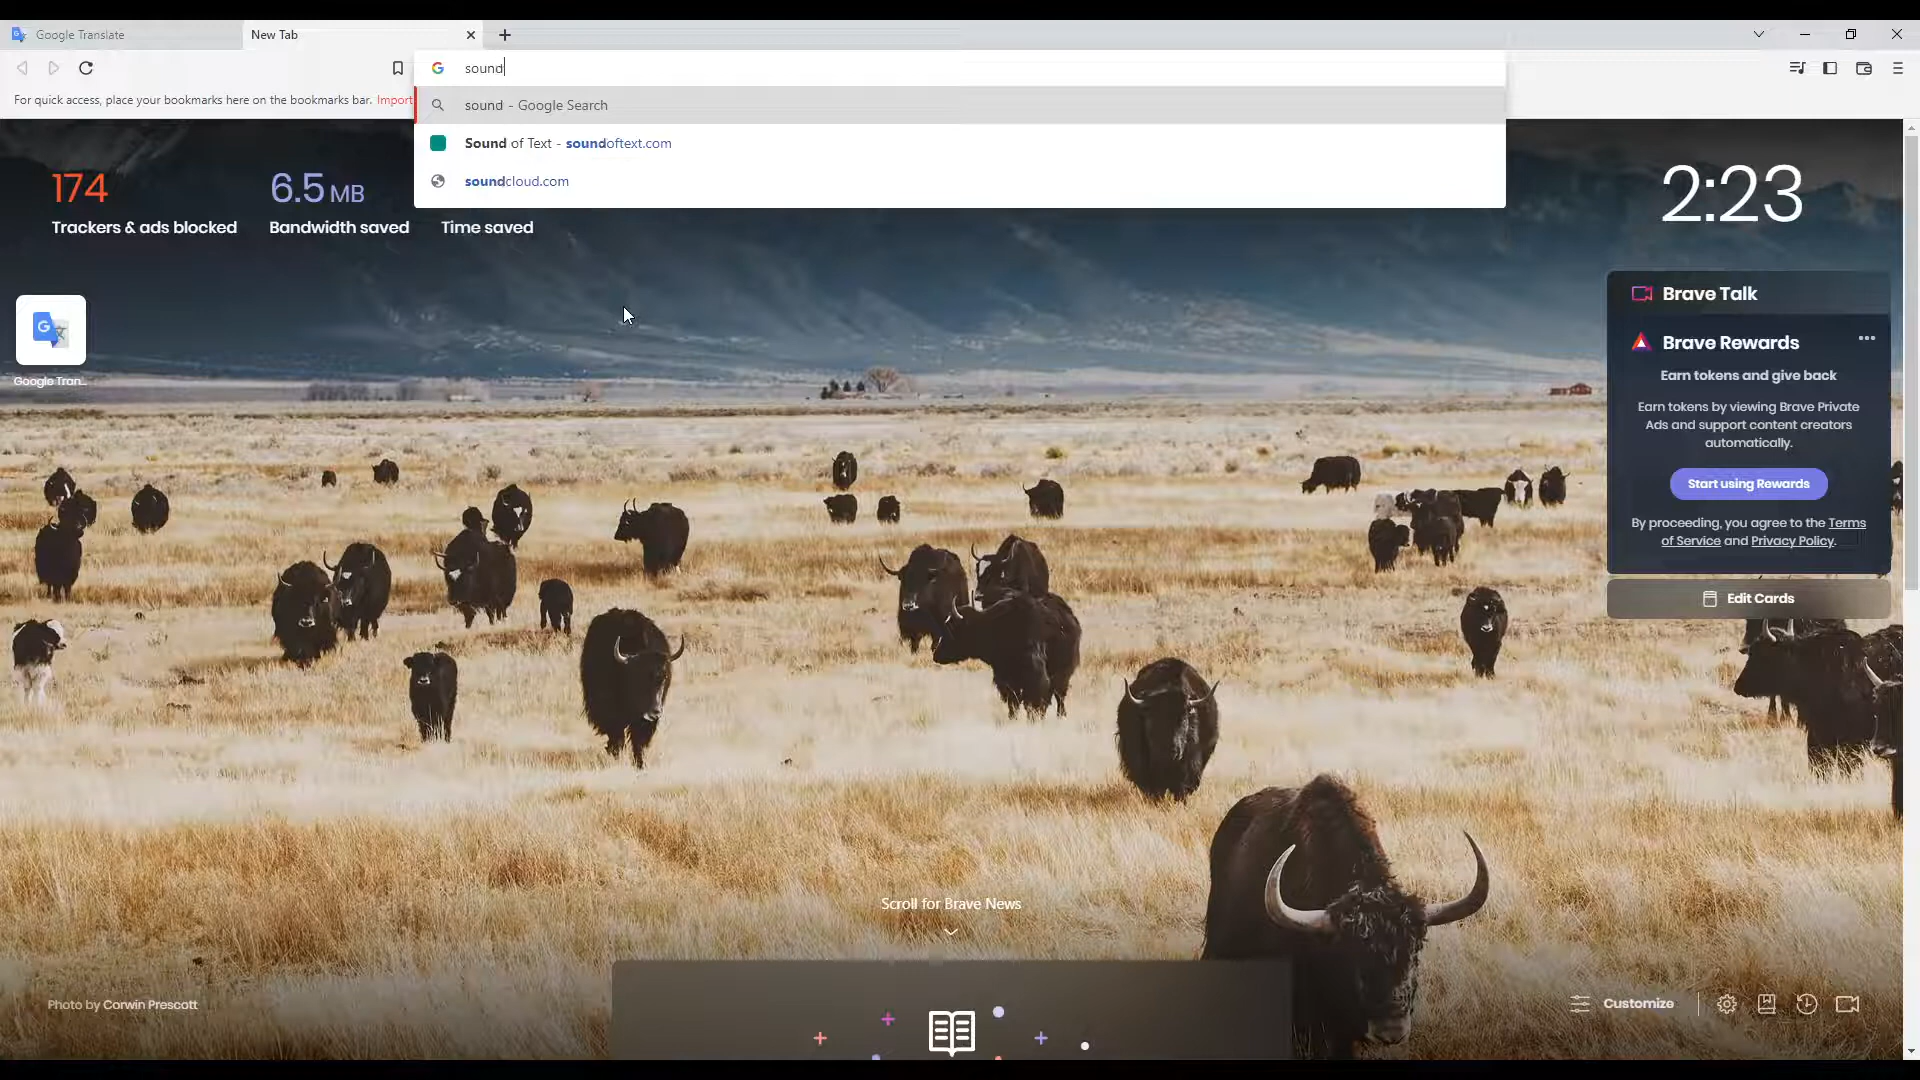 Google Translate
New Tab
sound
For quick access, place your bookmarks here on the bookmarks bar. Import
sound - Google Search
Sound of Text - soundoftext.com
soundcloud.com
174
Trackers & ads blocked
6.5 MB
Bandwidth saved
Time saved
2:23
Google Tran...
Brave Talk
Brave Rewards
Earn tokens and give back
Earn tokens by viewing Brave Private
Ads and support content creators
automatically.
Start using Rewards
By proceeding, you agree to the Terms
of Service and Privacy Policy.
Edit Cards
Scroll for Brave News
Photo by Corwin Prescott
Customize